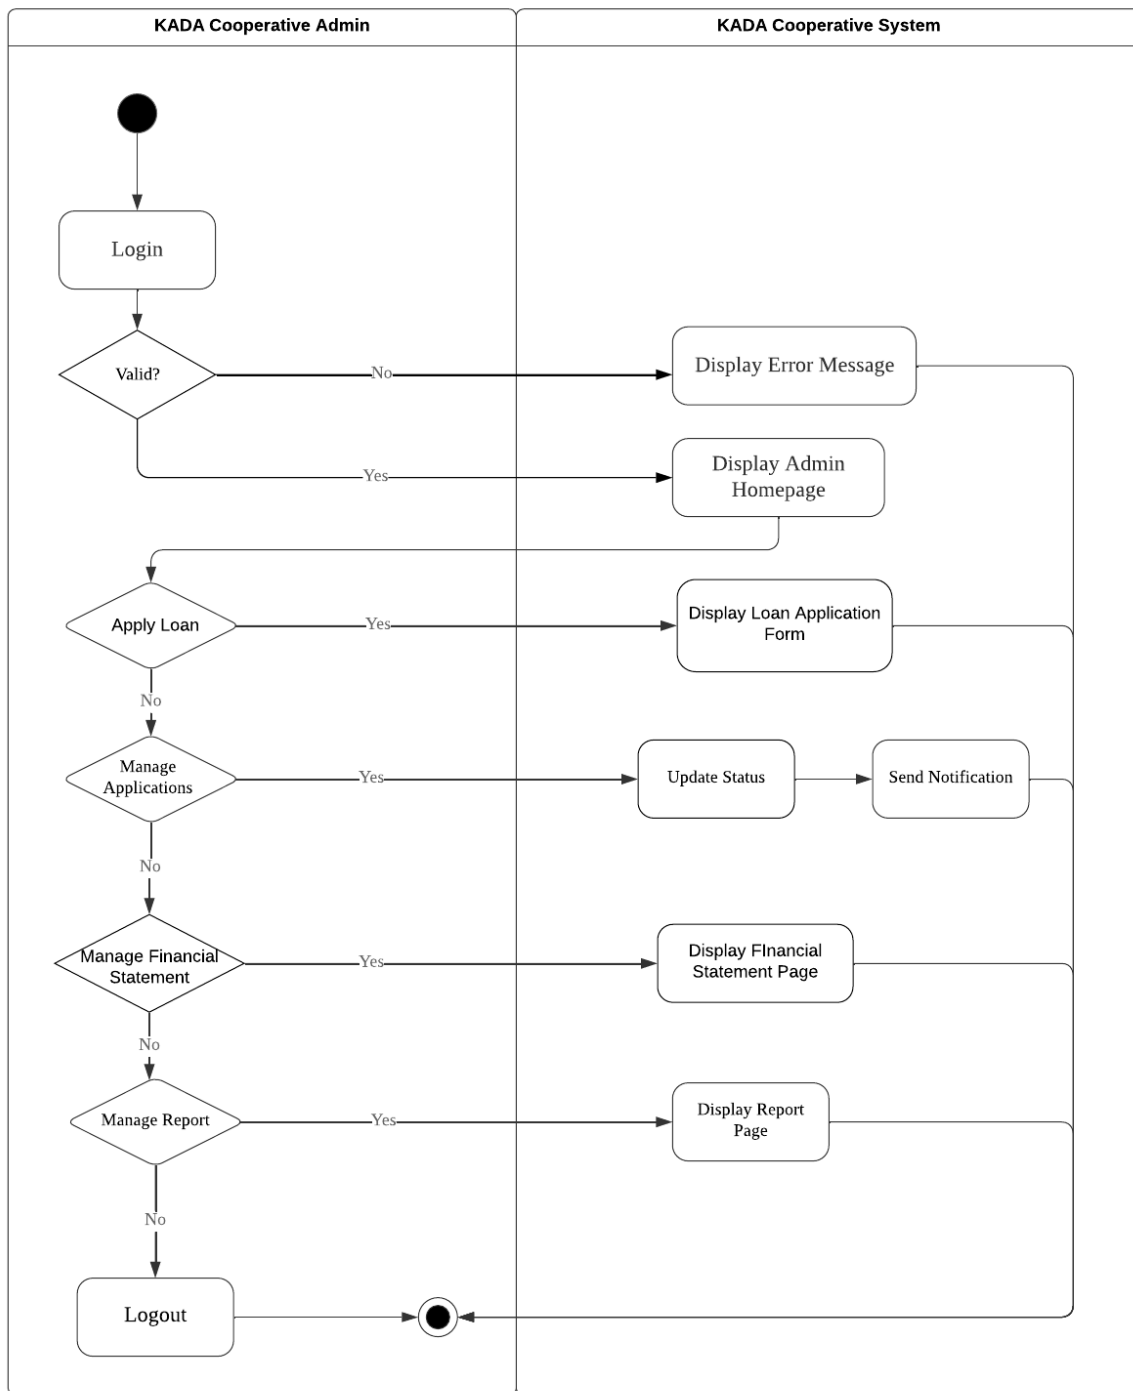 KADA Cooperative Admin
KADA Cooperative System
Login
Valid?
No
Display Error Message
Yes
Display Admin
Homepage
Apply Loan
Yes
Display Loan Application
Form
No
Manage
Applications
Yes
Update Status
Send Notification
No
Manage Financial
Statement
Yes
Display FInancial
Statement Page
No
Manage Report
Yes
Display Report
Page
No
Logout